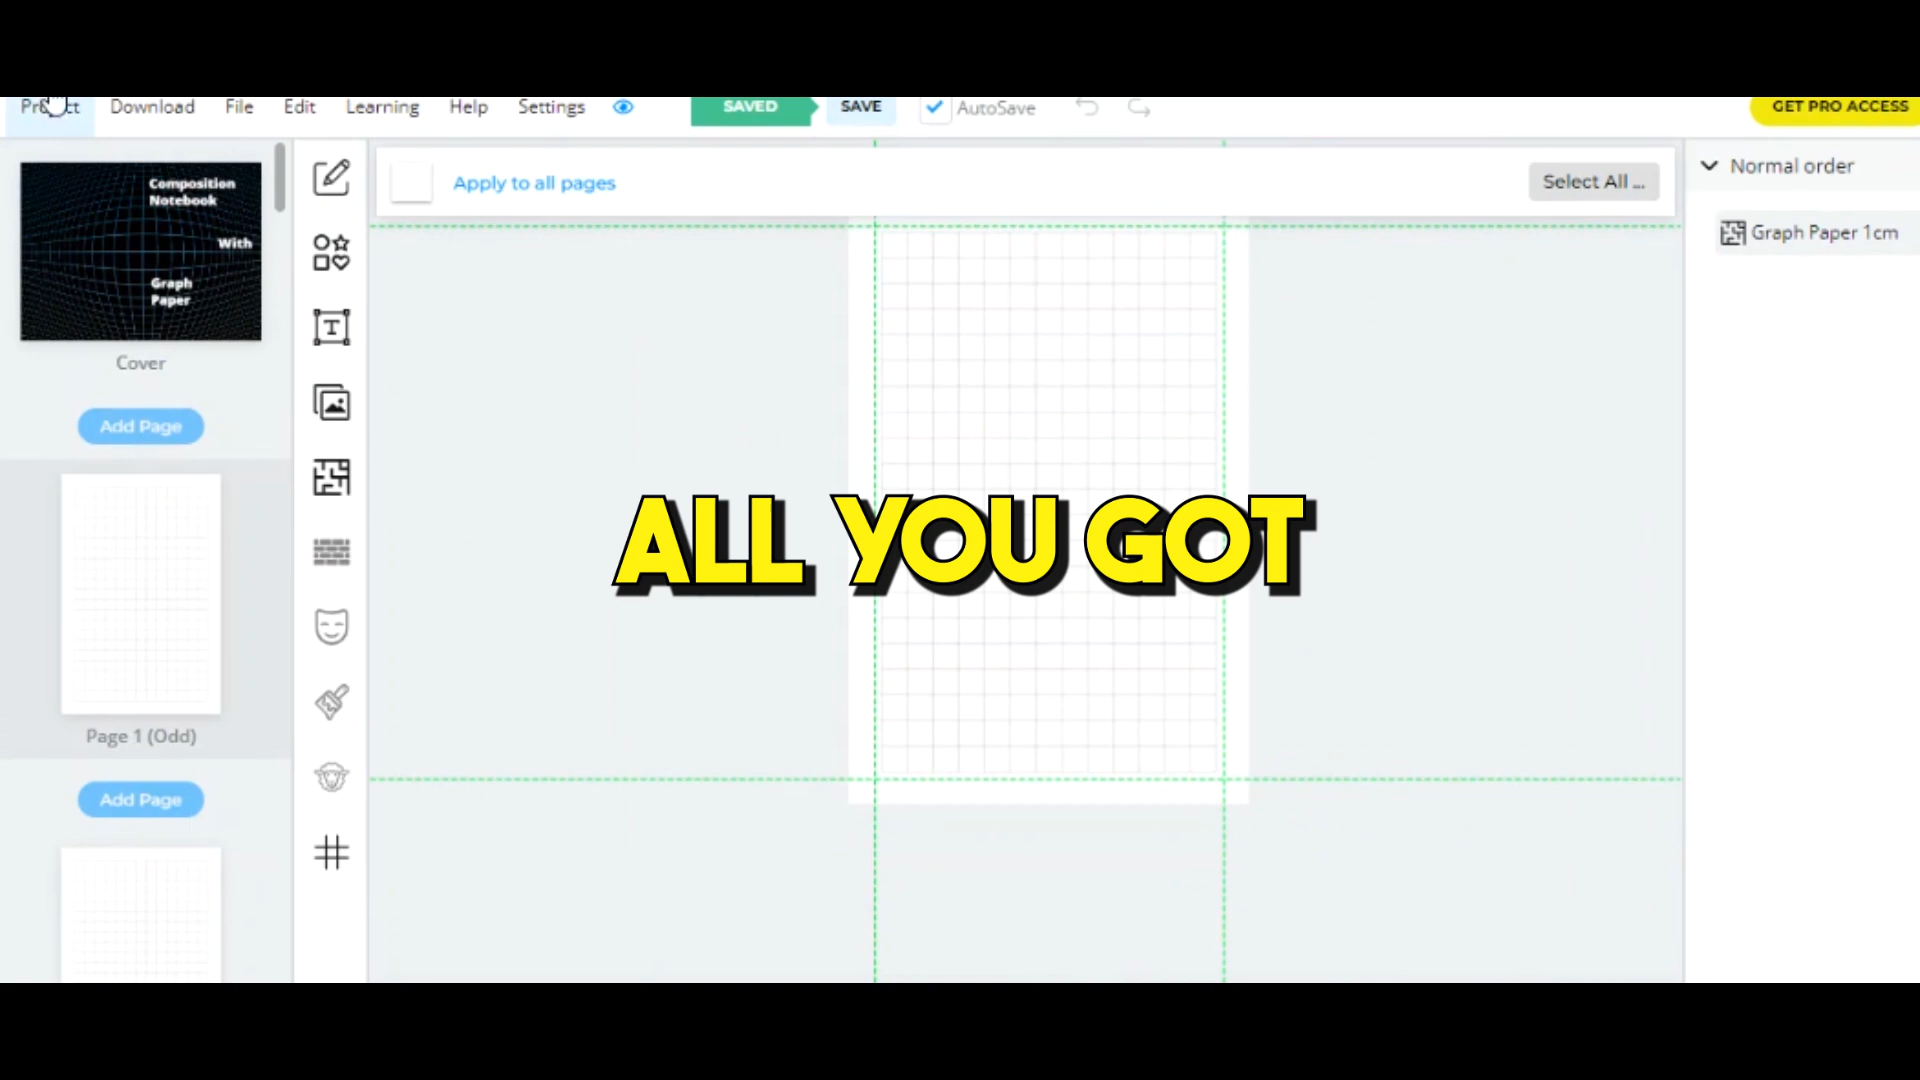 Project Download File Edit Learning Help Settings SAVED SAVE AutoSave GET PRO ACCESS
Apply to all pages
Select All ...
Normal order
Graph Paper 1cm
Composition
Notebook
With
Graph
Paper
Cover
Add Page
Page 1 (Odd)
Add Page
ALL YOU GOT